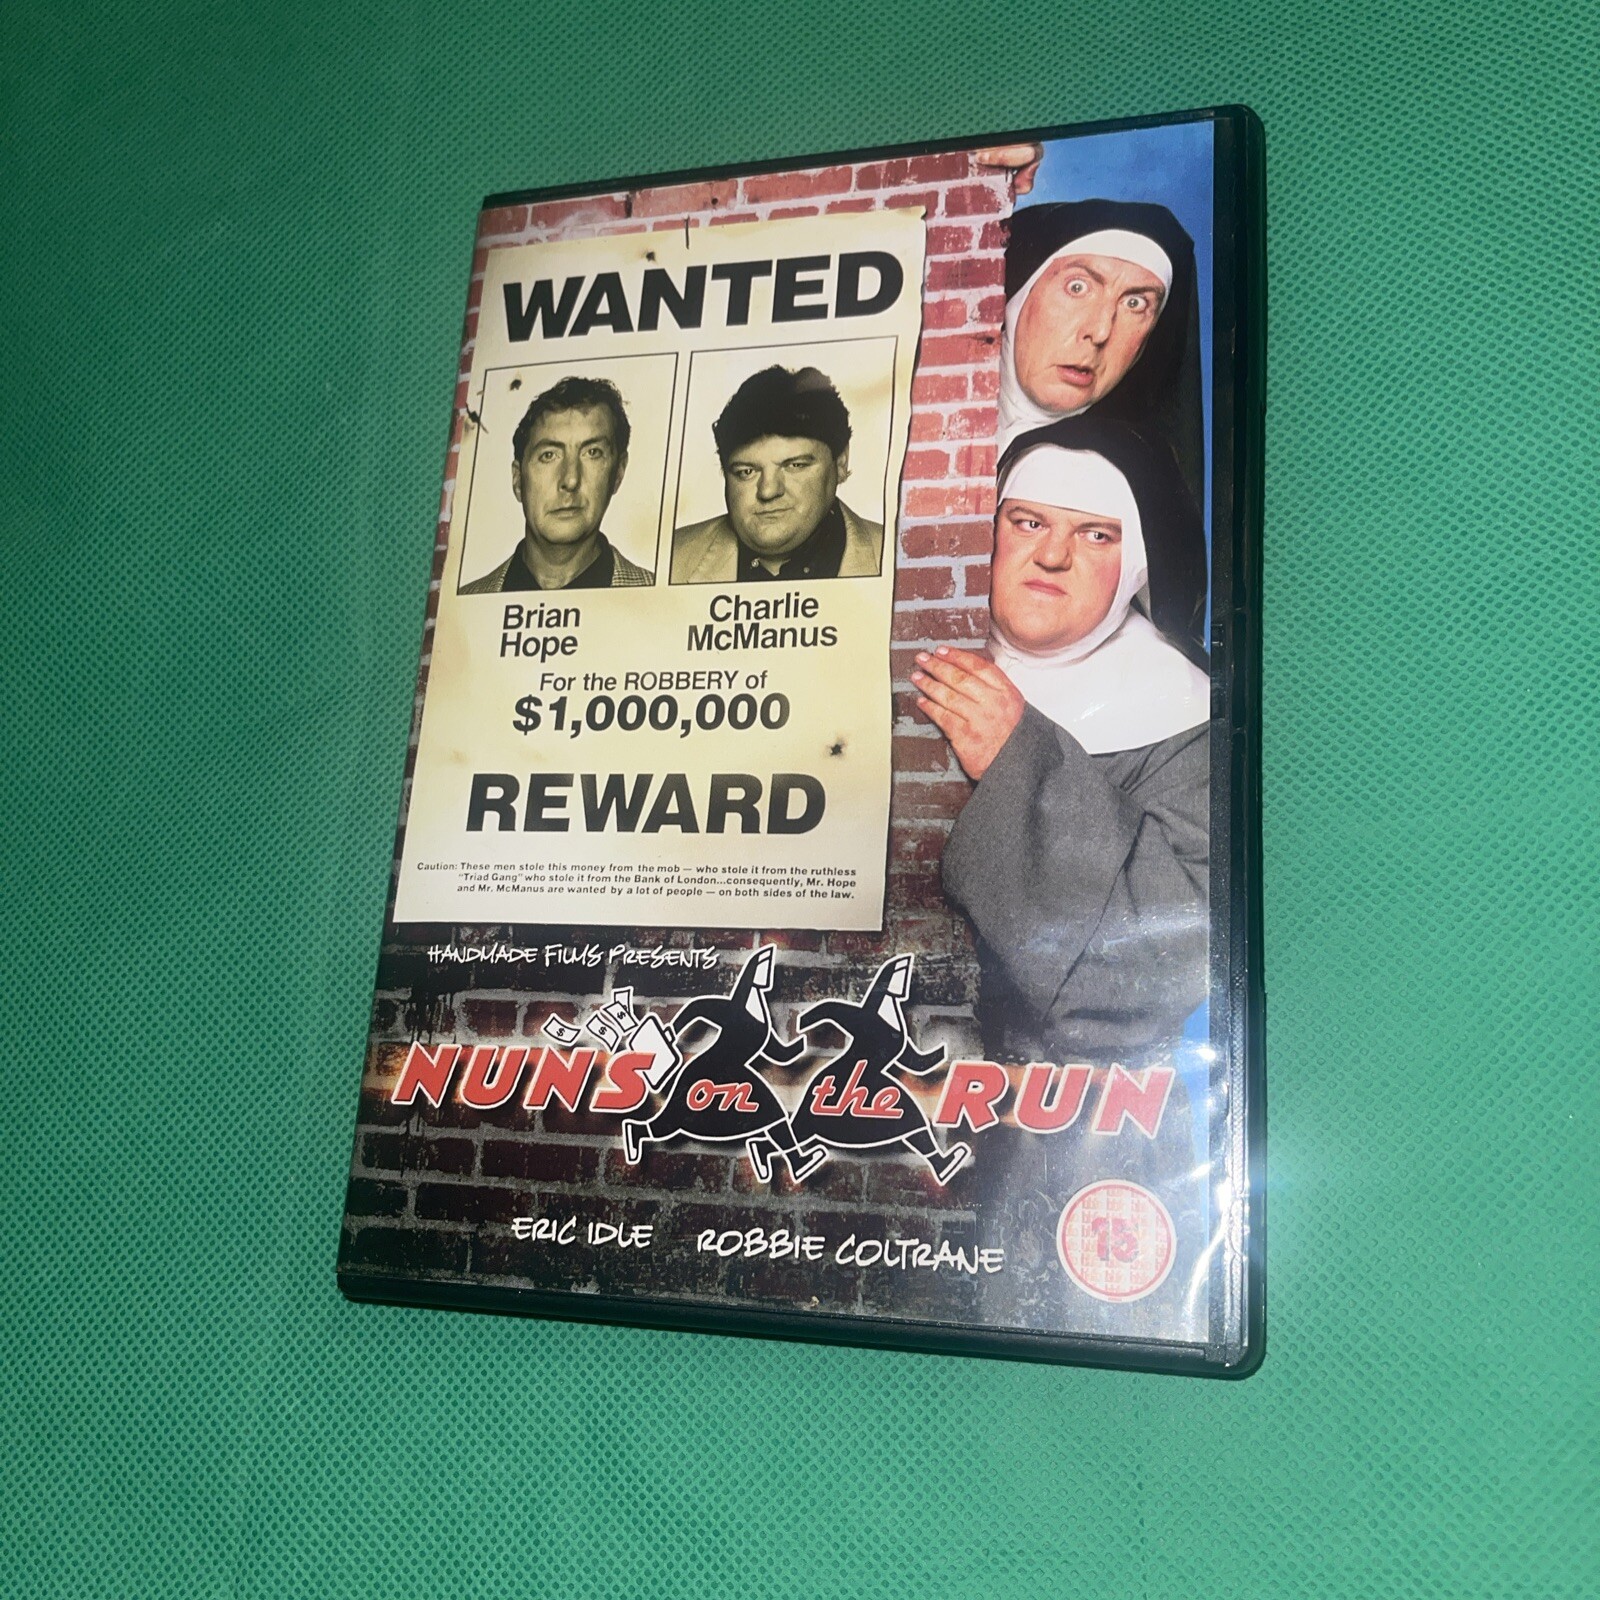 WANTED
Brian
Hope
Charlie
McManus
For the ROBBERY of
$1,000,000
REWARD
Caution: These men stole this money from the mob — who stole it from the ruthless
"Triad Gang" who stole it from the Bank of London...consequently, Mr. Hope
and Mr. McManus are wanted by a lot of people — on both sides of the law.
HANDMADE FILMS PRESENTS
$ $ $
NUNS on the RUN
ERIC IDLE ROBBIE COLTRANE
15